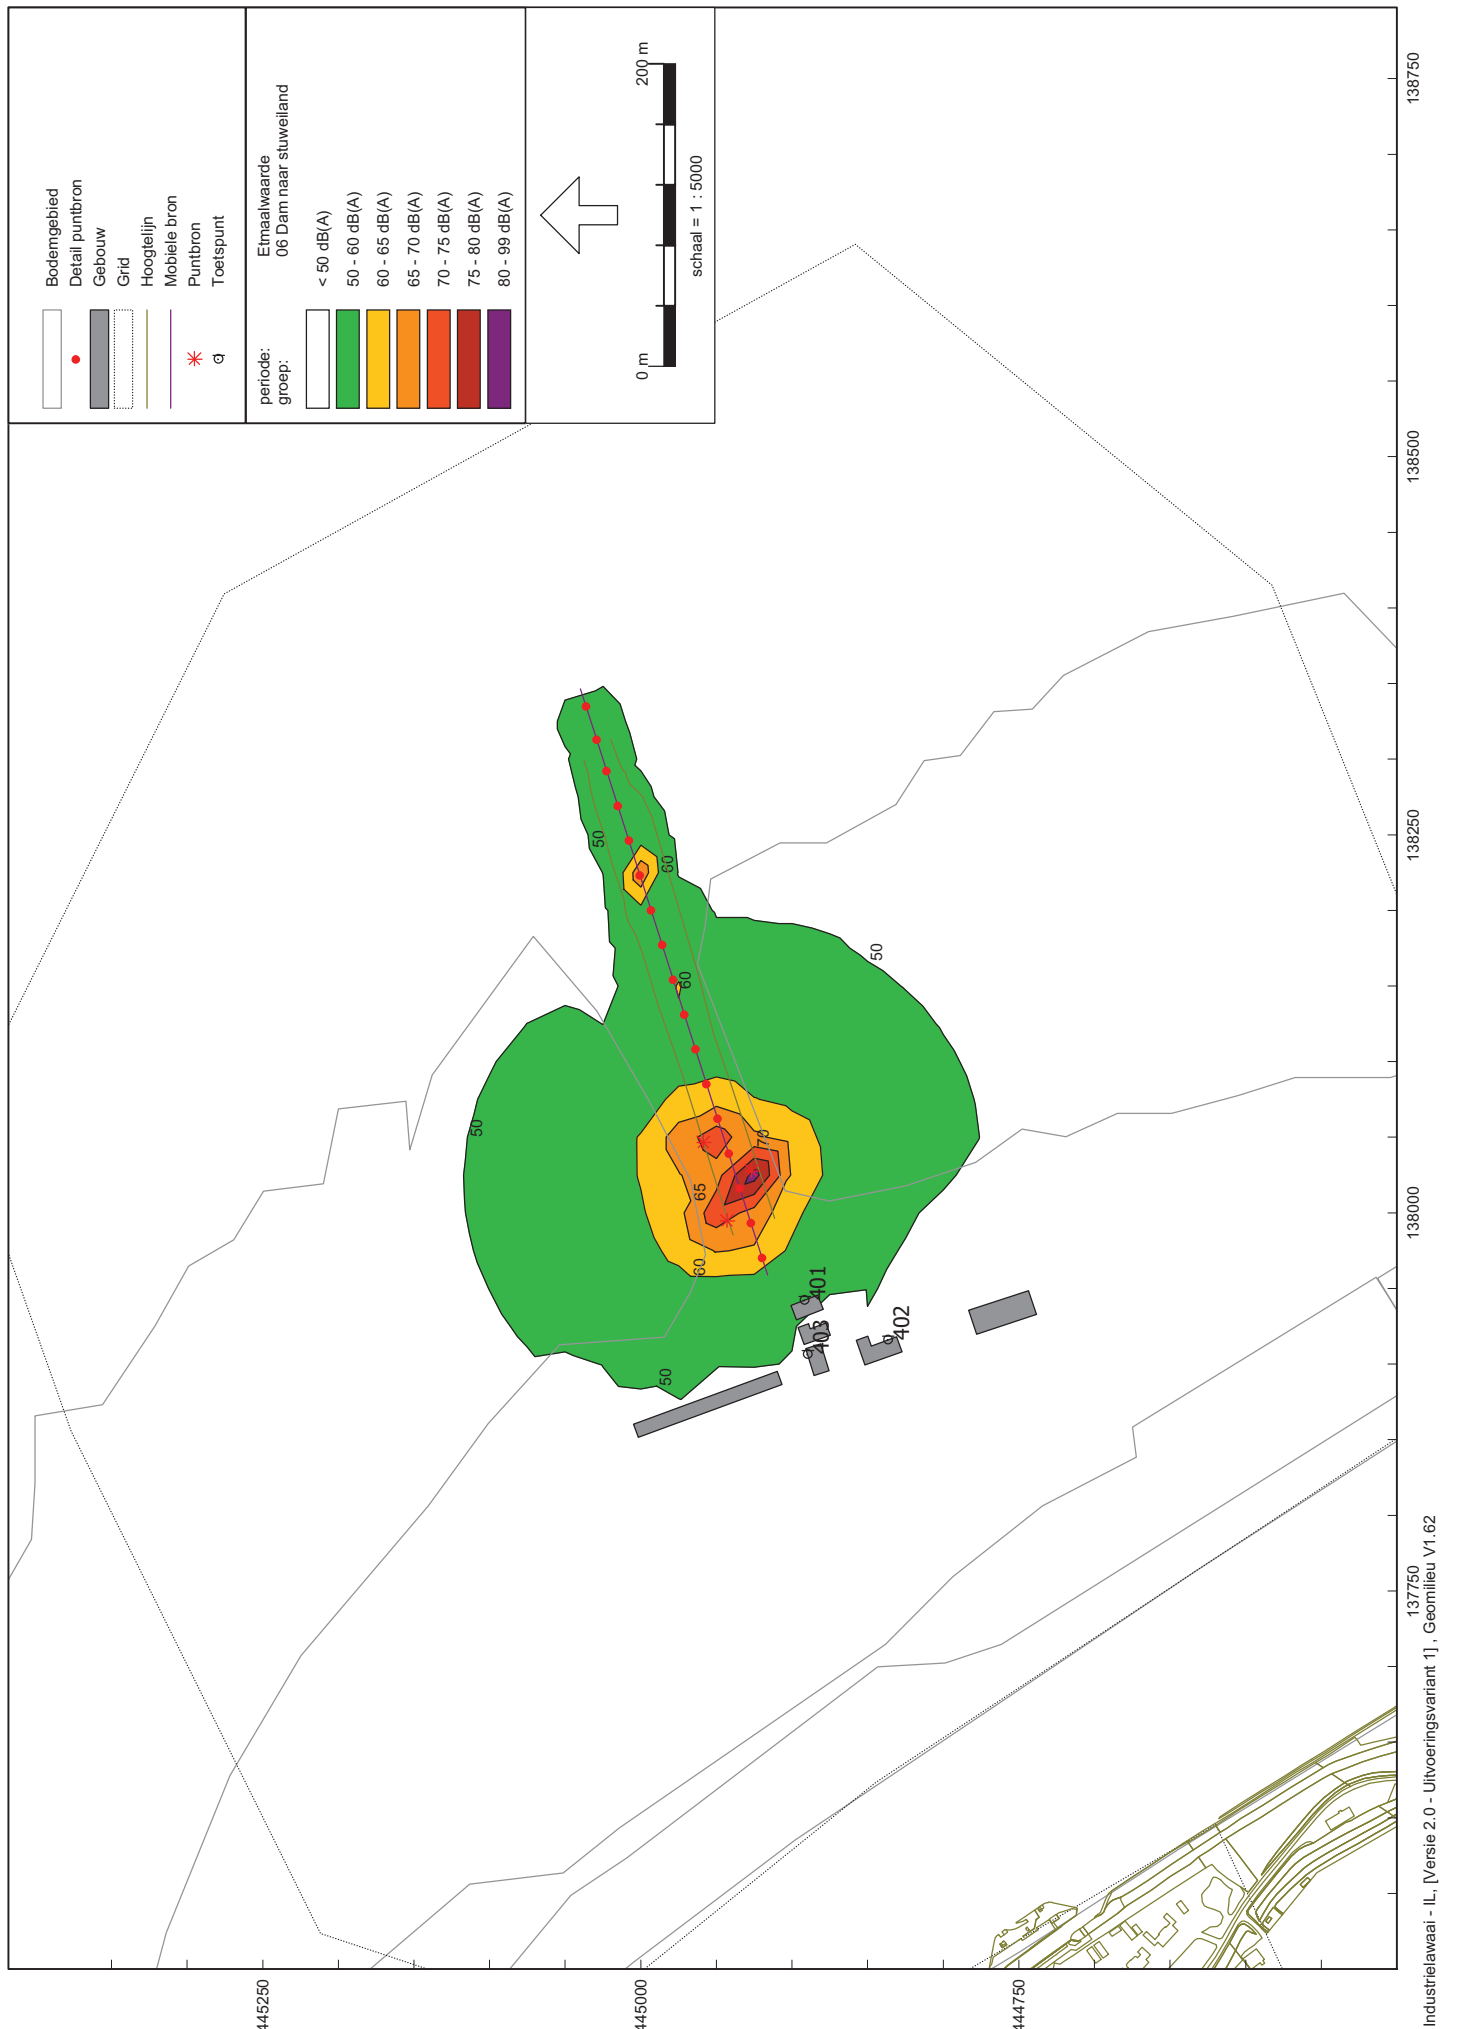 Bodemgebied
Detail puntbron
Gebouw
Grid
Hoogtelijn
Mobiele bron
Puntbron
Toetspunt
periode: Etmaalwaarde
groep: 06 Dam naar stuweiland
< 50 dB(A)
50 - 60 dB(A)
60 - 65 dB(A)
65 - 70 dB(A)
70 - 75 dB(A)
75 - 80 dB(A)
80 - 99 dB(A)
0 m 200 m
schaal = 1 : 5000
50
60
50
60
50
50
70
65
60
50
401
403
402
445250
445000
444750
137750
138000
138250
138500
138750
Industrielawaai - IL, [Versie 2.0 - Uitvoeringsvariant 1] , Geomilieu V1.62